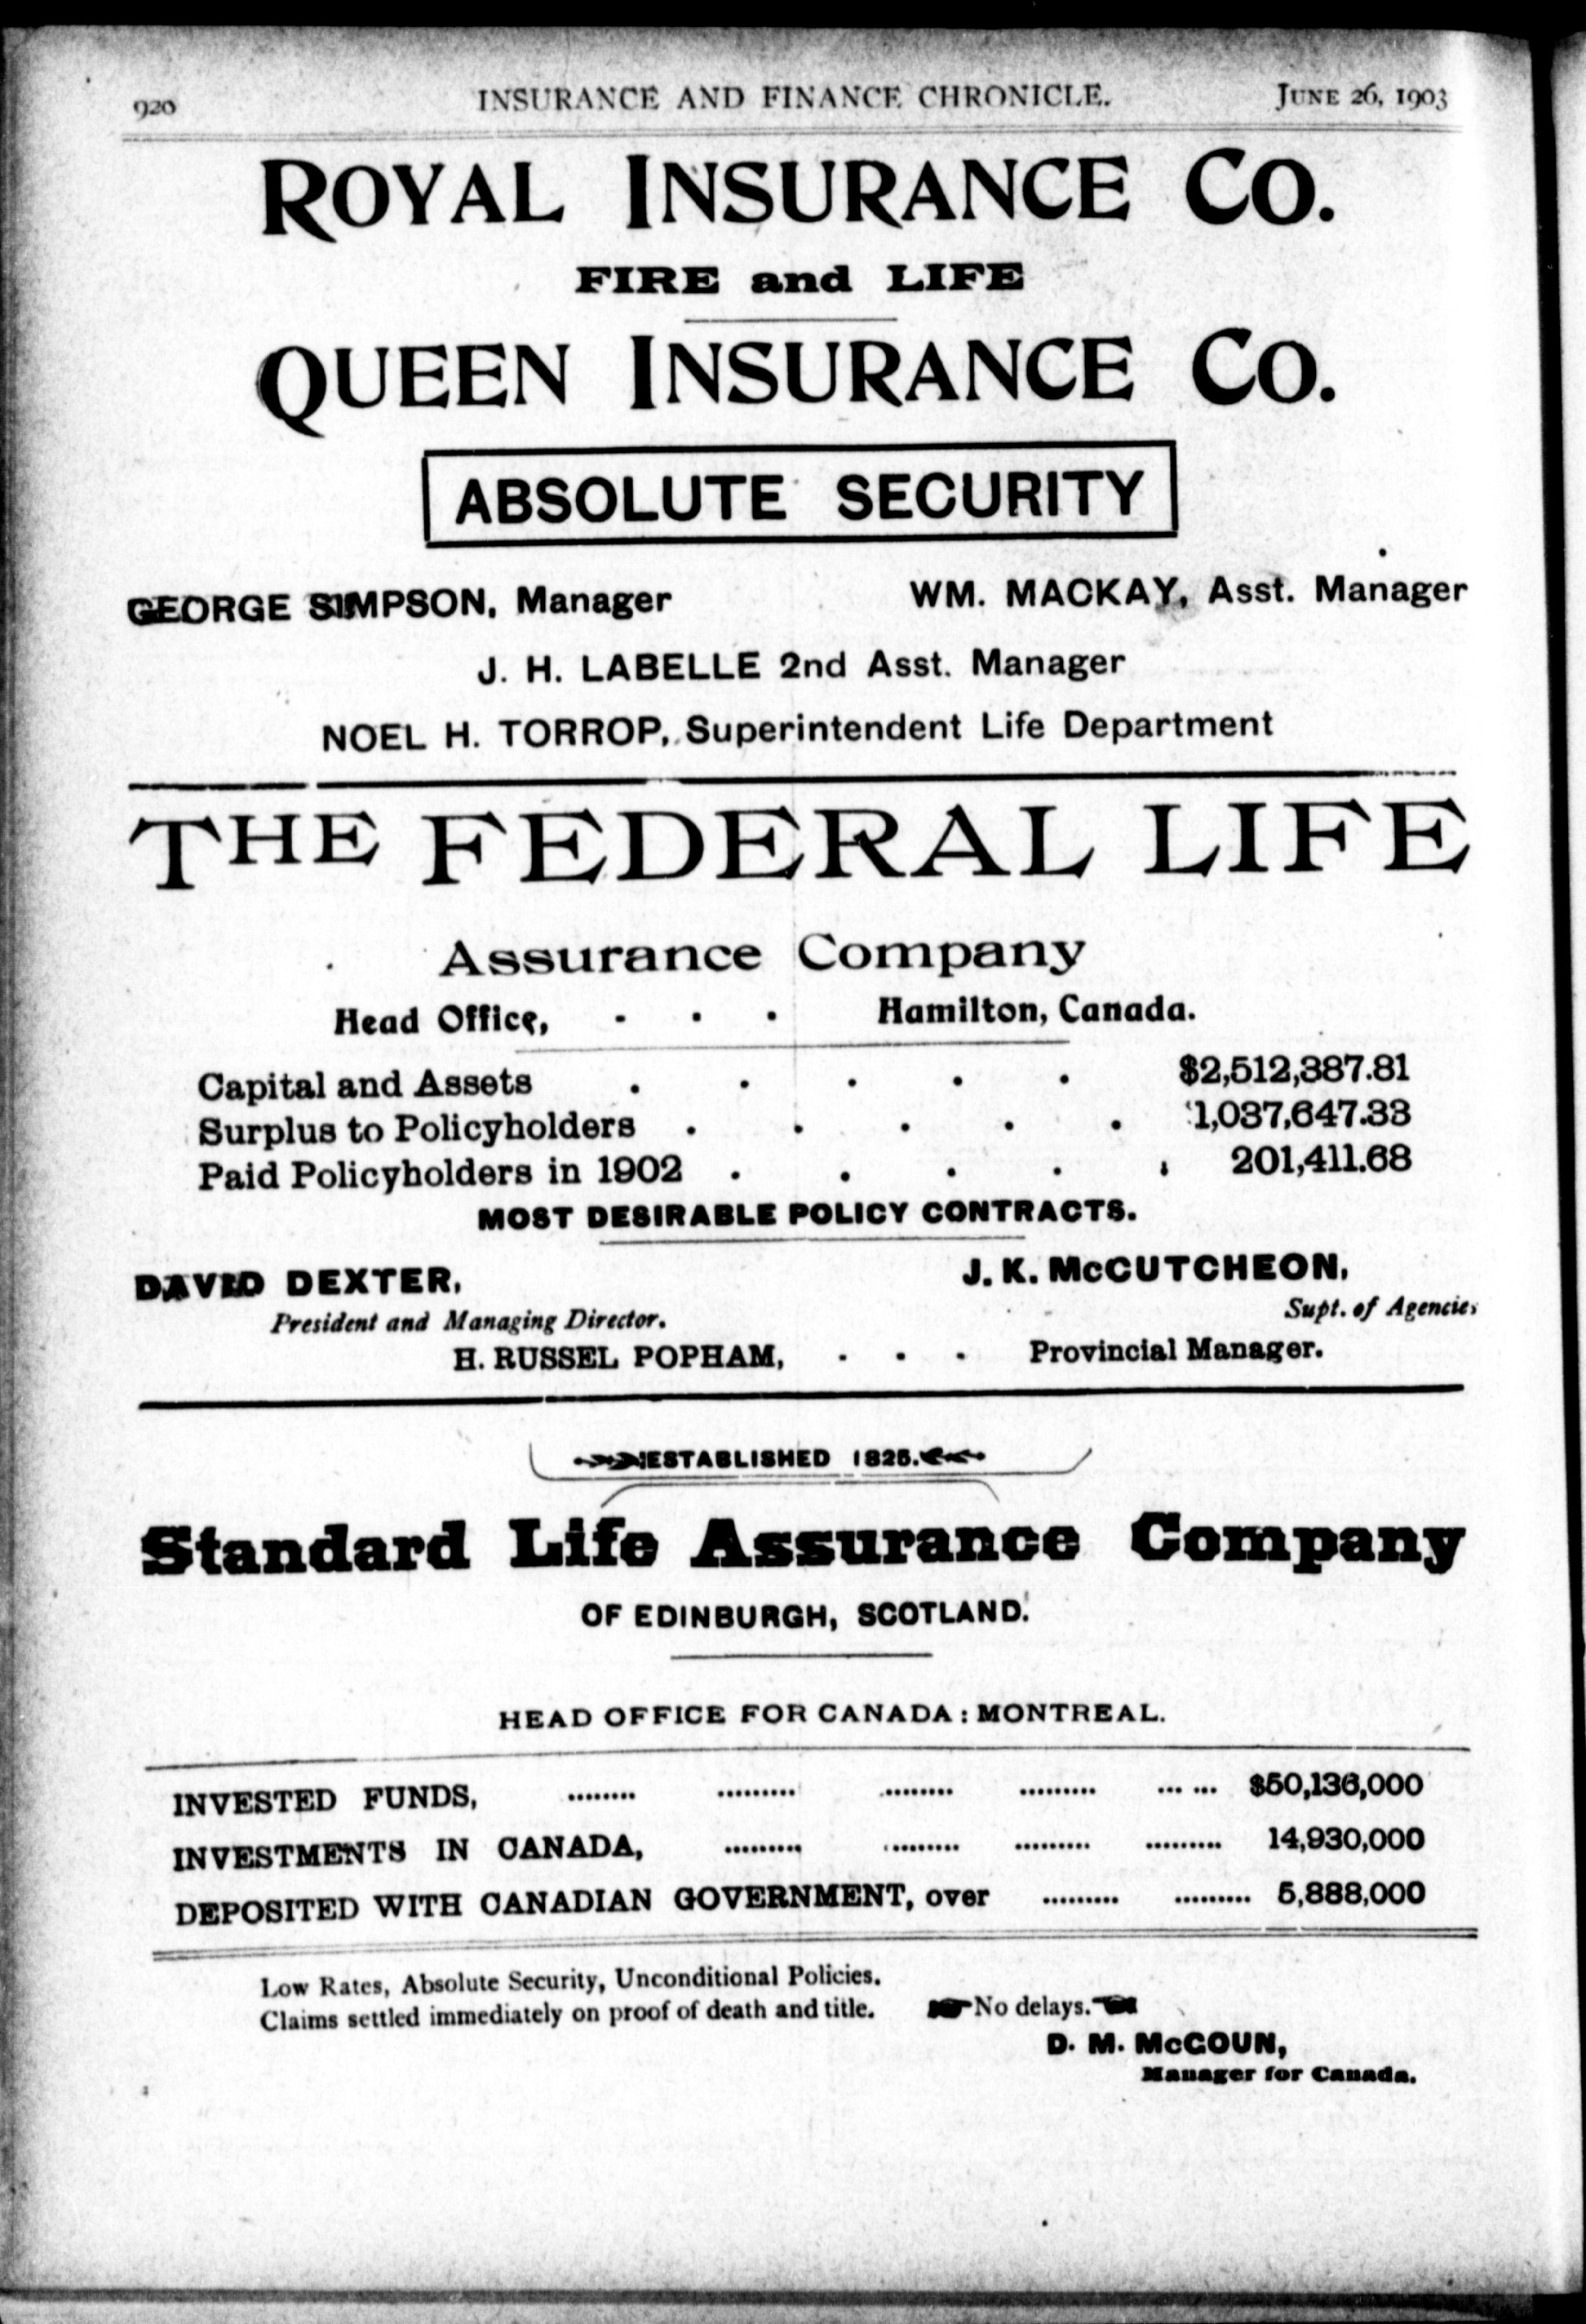 920 INSURANCE AND FINANCE CHRONICLE. JUNE 26, 1903
ROYAL INSURANCE CO.
FIRE and LIFE
QUEEN INSURANCE CO.
ABSOLUTE SECURITY
GEORGE SIMPSON, Manager WM. MACKAY, Asst. Manager
J. H. LABELLE 2nd Asst. Manager
NOEL H. TORROP, Superintendent Life Department
THE FEDERAL LIFE
Assurance Company
Head Office, - - - Hamilton, Canada.
Capital and Assets . . . . . $2,512,387.81
Surplus to Policyholders . . . . . 1,037,647.33
Paid Policyholders in 1902 . . . . . 201,411.68
MOST DESIRABLE POLICY CONTRACTS.
DAVID DEXTER, J. K. McCUTCHEON,
President and Managing Director. Supt. of Agencies
H. RUSSEL POPHAM, - - - Provincial Manager.
ESTABLISHED 1825.
Standard Life Assurance Company
OF EDINBURGH, SCOTLAND.
HEAD OFFICE FOR CANADA: MONTREAL.
INVESTED FUNDS, ........ ......... ........ ......... ... ... $50,136,000
INVESTMENTS IN CANADA, ......... ........ ......... ......... 14,930,000
DEPOSITED WITH CANADIAN GOVERNMENT, over ......... ......... 5,888,000
Low Rates, Absolute Security, Unconditional Policies.
Claims settled immediately on proof of death and title. No delays.
D. M. McGOUN,
Manager for Canada.